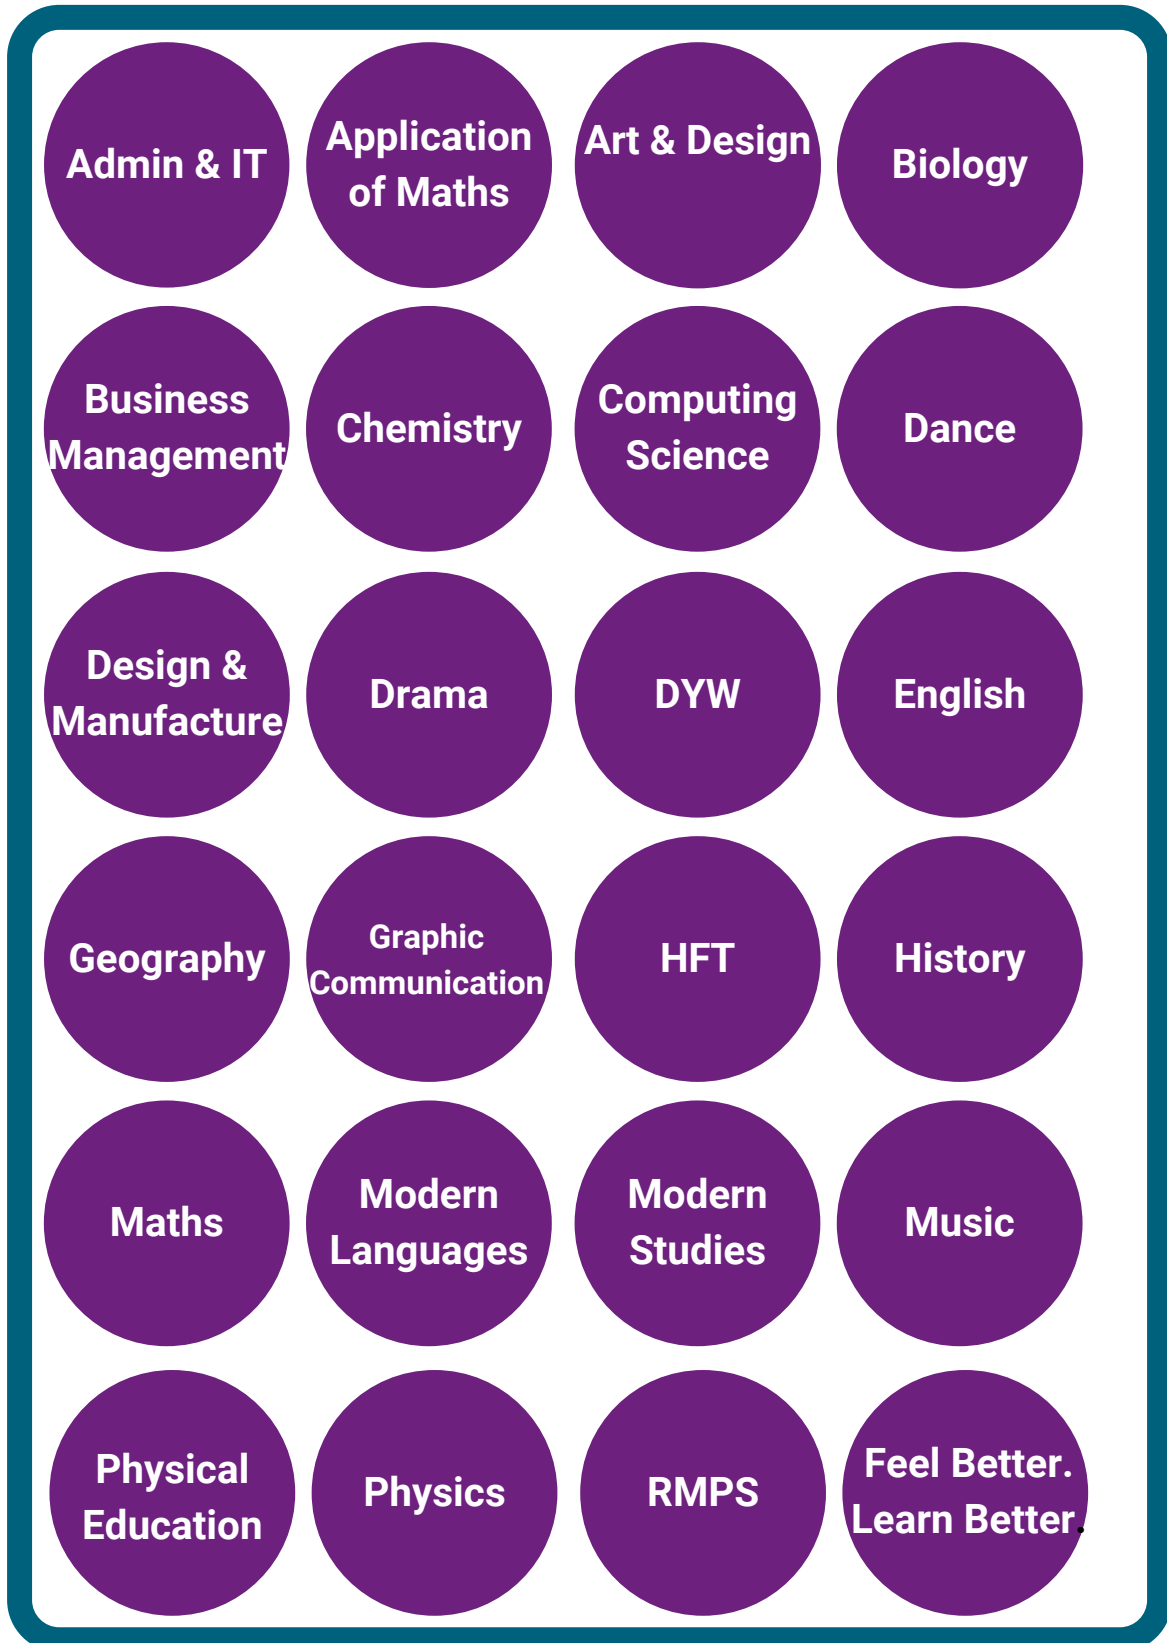 Admin & IT
Application
of Maths
Art & Design
Biology
Business
Management
Chemistry
Computing
Science
Dance
Design &
Manufacture
Drama
DYW
English
Geography
Graphic
Communication
HFT
History
Maths
Modern
Languages
Modern
Studies
Music
Physical
Education
Physics
RMPS
Feel Better.
Learn Better.